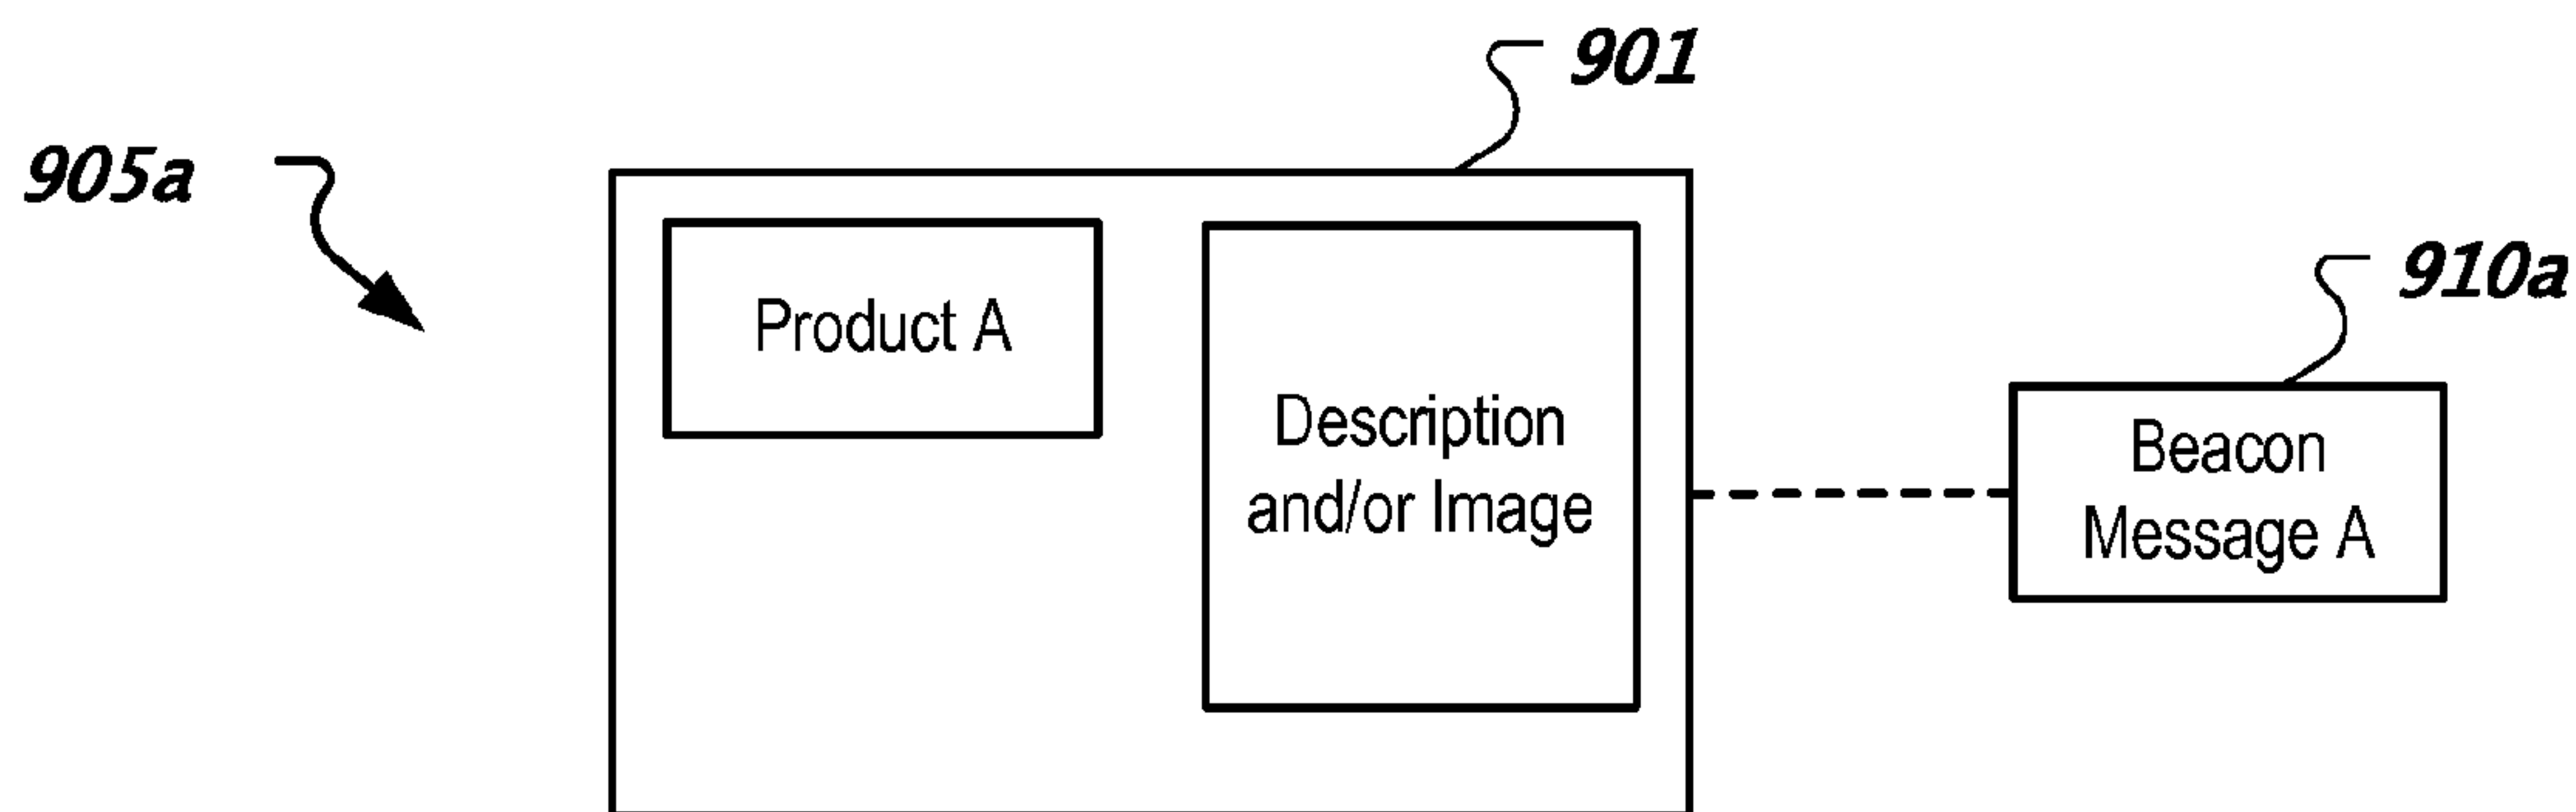 901
905a
910a
Product A
Description
and/or Image
Beacon
Message A